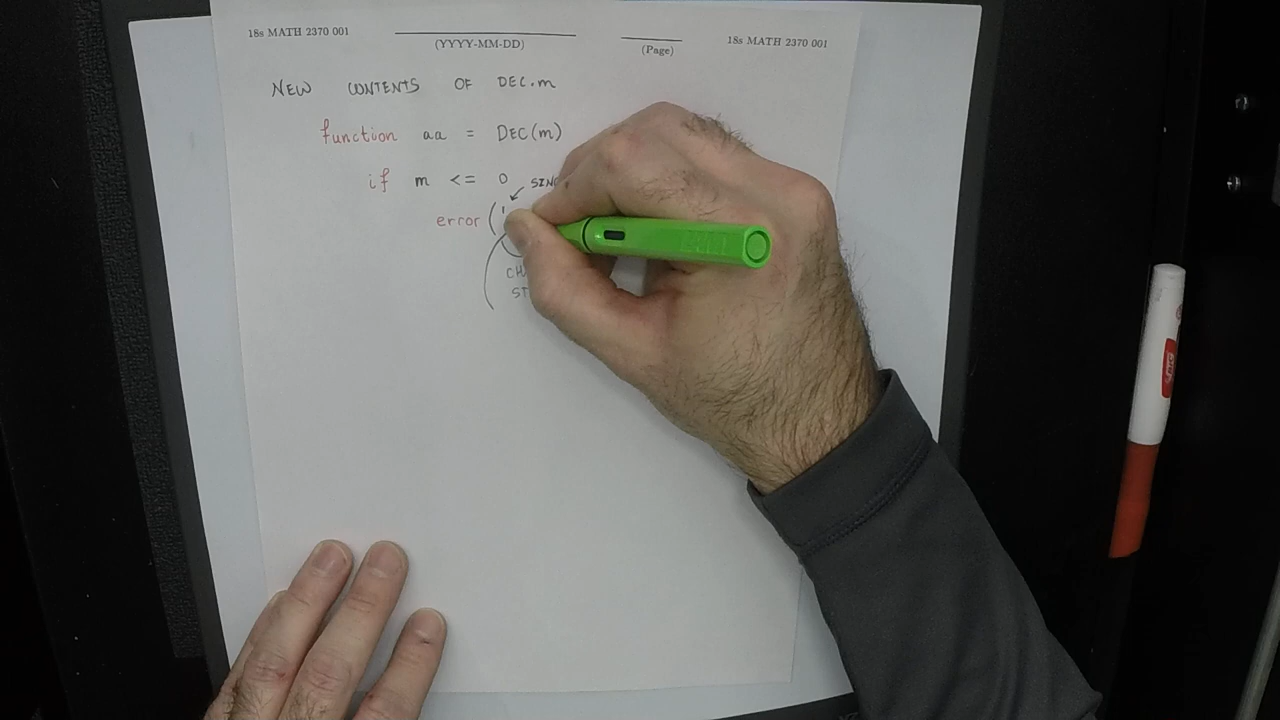 18s MATH 2370 001 (YYYY-MM-DD) (Page) 18s MATH 2370 001
NEW CONTENTS OF DEC.m
function aa = DEC(m)
if m <= 0
error('